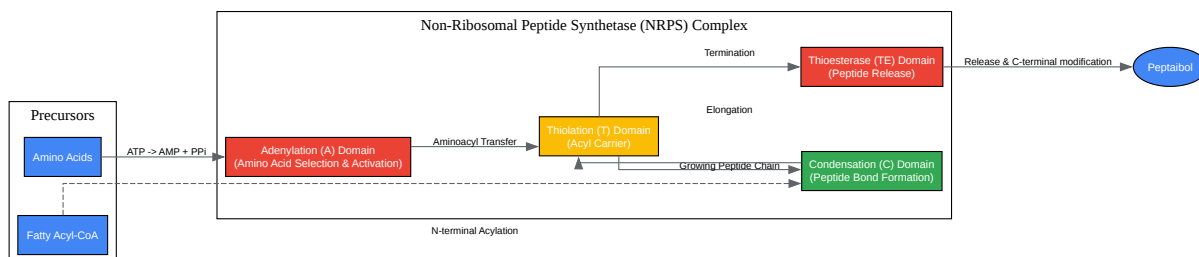 Non-Ribosomal Peptide Synthetase (NRPS) Complex
Termination
Thioesterase (TE) Domain
(Peptide Release)
Release & C-terminal modification
Peptaibol
Precursors
Elongation
Amino Acids
ATP -> AMP + PPi
Adenylation (A) Domain
(Amino Acid Selection & Activation)
Aminoacyl Transfer
Thiolation (T) Domain
(Acyl Carrier)
Growing Peptide Chain
Condensation (C) Domain
(Peptide Bond Formation)
Fatty Acyl-CoA
N-terminal Acylation